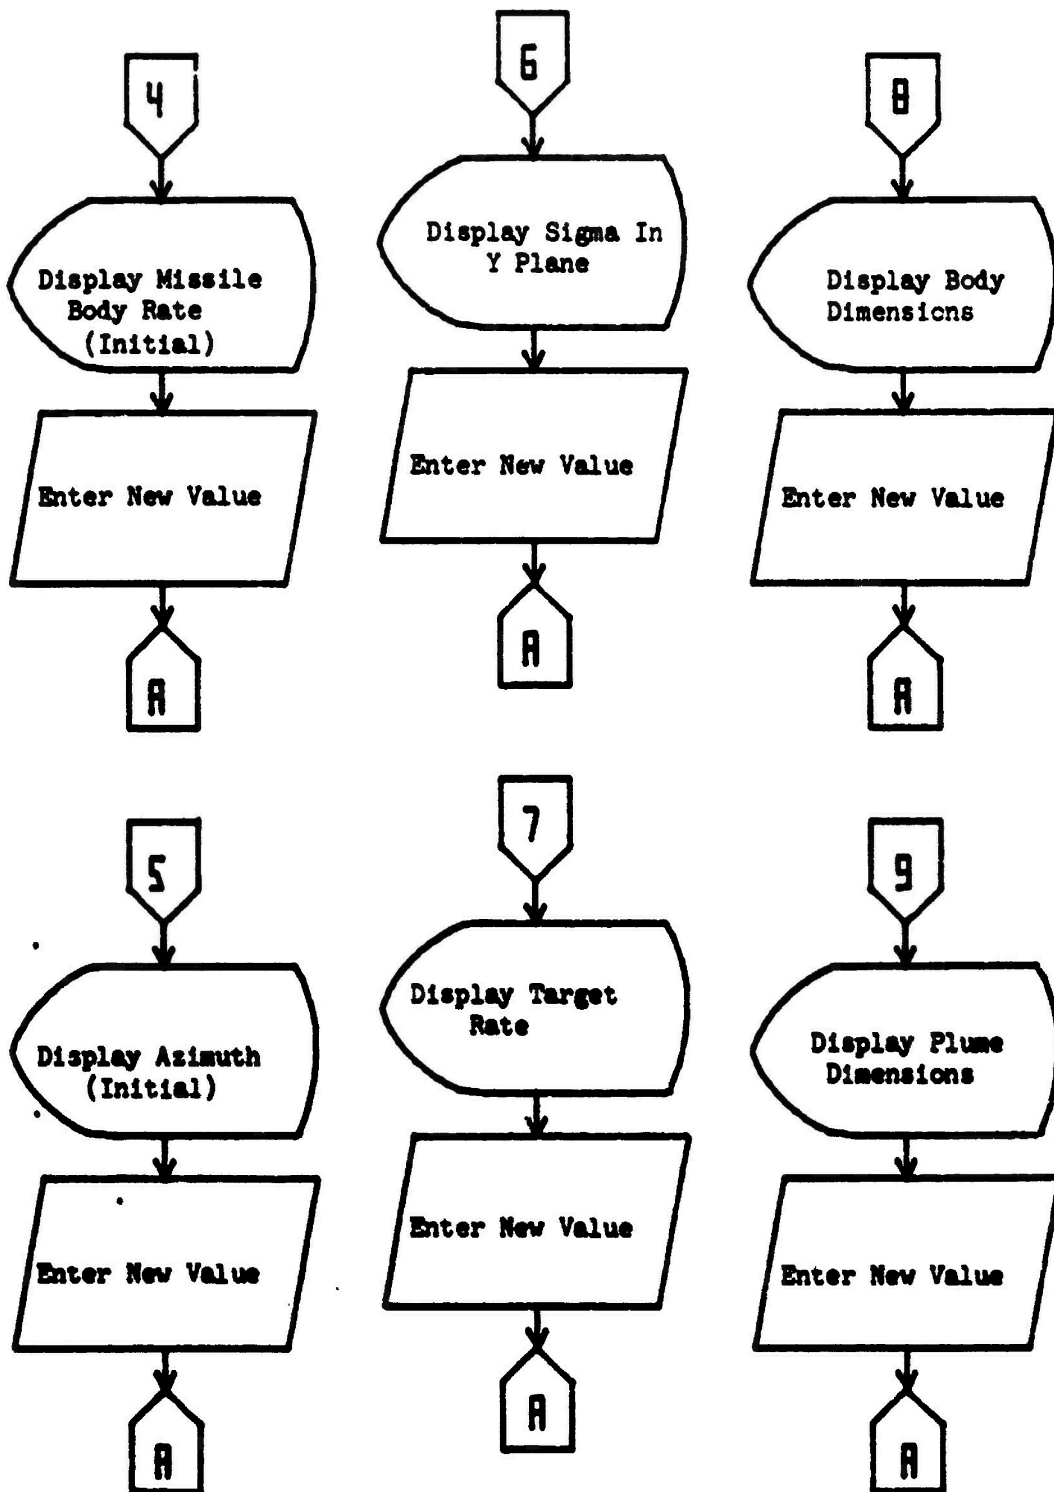 4
Display Missile
Body Rate
(Initial)
Enter New Value
A
6
Display Sigma In
Y Plane
Enter New Value
A
8
Display Body
Dimensions
Enter New Value
A
5
Display Azimuth
(Initial)
Enter New Value
A
7
Display Target
Rate
Enter New Value
A
9
Display Plume
Dimensions
Enter New Value
A